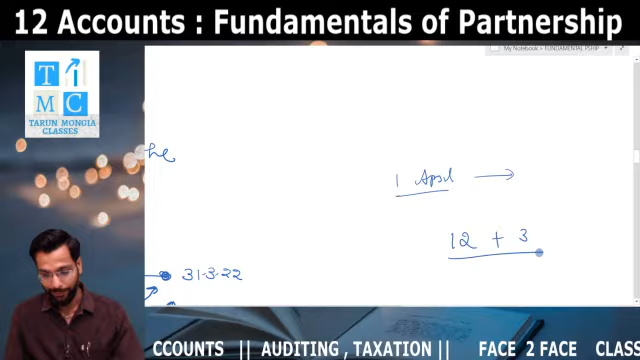 12 Accounts : Fundamentals of Partnership
My Notebook > FUNDAMENTAL PSHIP
T
M C
TARUN MONGIA
CLASSES
he
1 April →
12 + 3
31-3-22
CCOUNTS || AUDITING , TAXATION || FACE 2 FACE CLASS